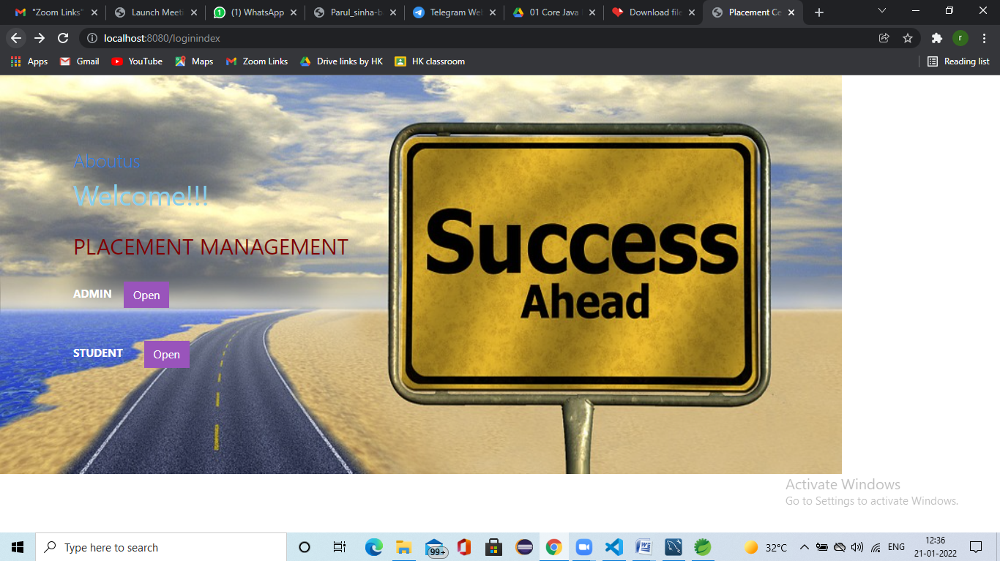 "Zoom Links"
Launch Meeti
(1) WhatsApp
Parul_sinha-b
Telegram Wel
01 Core Java
Download file
Placement Ce
localhost:8080/loginindex
r
Apps
Gmail
YouTube
Maps
Zoom Links
Drive links by HK
HK classroom
Reading list
Aboutus
Welcome!!!
PLACEMENT MANAGEMENT
ADMIN Open
STUDENT Open
Success
Ahead
Activate Windows
Go to Settings to activate Windows.
Type here to search
99+
32°C
ENG
12:36
21-01-2022